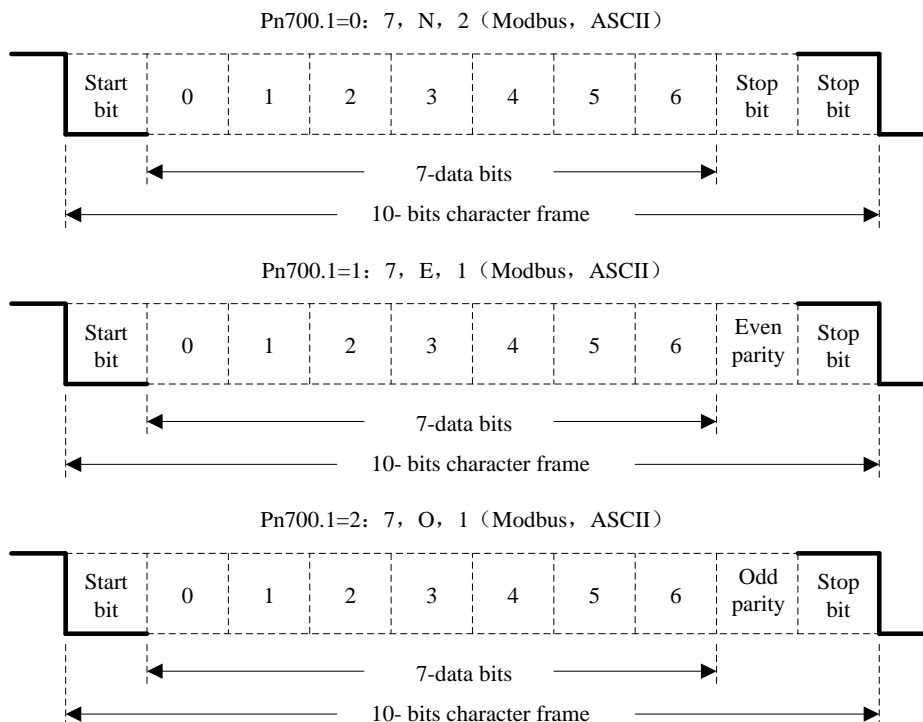 Pn700.1=0：7，N，2（Modbus，ASCII）
Start bit 0 1 2 3 4 5 6 Stop bit Stop bit
7-data bits
10- bits character frame
Pn700.1=1：7，E，1（Modbus，ASCII）
Start bit 0 1 2 3 4 5 6 Even parity Stop bit
7-data bits
10- bits character frame
Pn700.1=2：7，O，1（Modbus，ASCII）
Start bit 0 1 2 3 4 5 6 Odd parity Stop bit
7-data bits
10- bits character frame